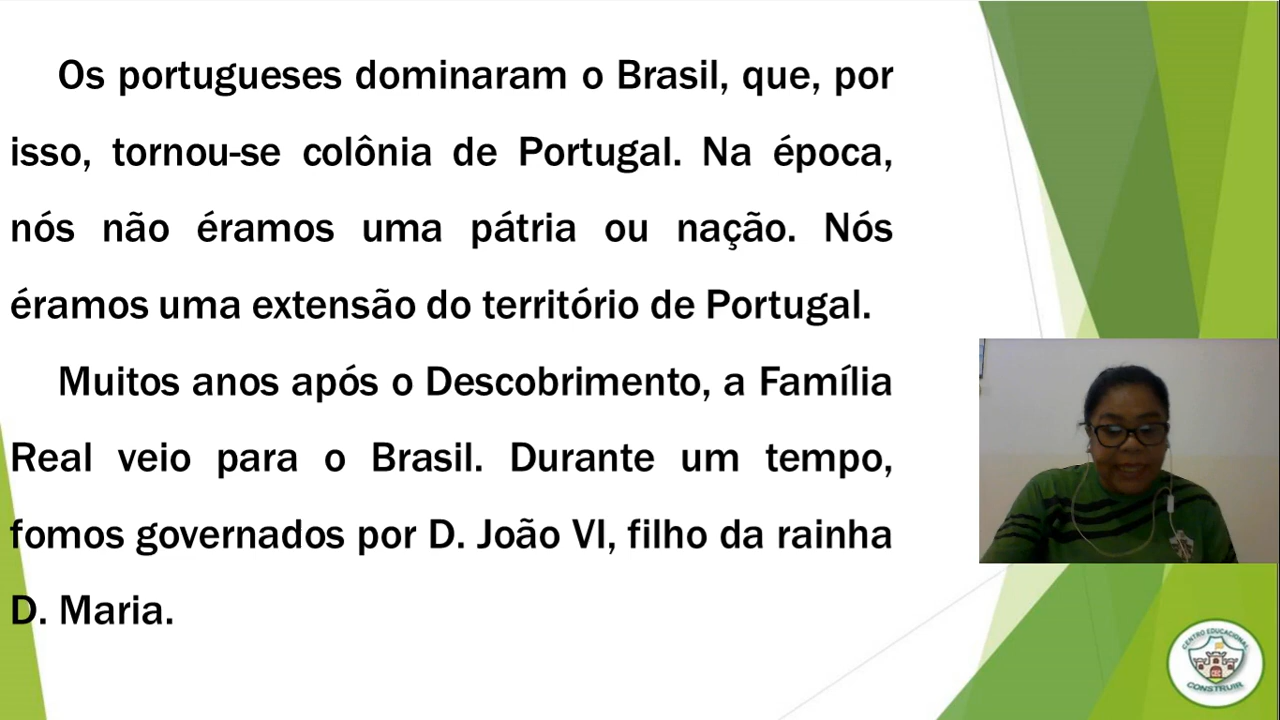 Os portugueses dominaram o Brasil, que, por
isso, tornou-se colônia de Portugal. Na época,
nós não éramos uma pátria ou nação. Nós
éramos uma extensão do território de Portugal.
Muitos anos após o Descobrimento, a Família
Real veio para o Brasil. Durante um tempo,
fomos governados por D. João VI, filho da rainha
D. Maria.
CENTRO EDUCACIONAL
CONSTRUIR